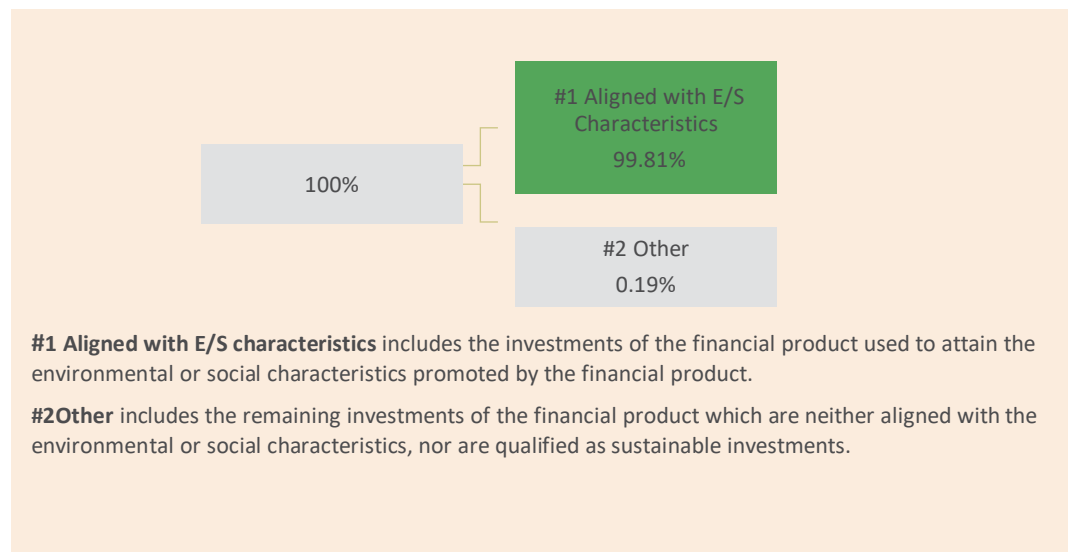 #1 Aligned with E/S
Characteristics
99.81%
100%
#2 Other
0.19%
#1 Aligned with E/S characteristics includes the investments of the financial product used to attain the
environmental or social characteristics promoted by the financial product.
#2Other includes the remaining investments of the financial product which are neither aligned with the
environmental or social characteristics, nor are qualified as sustainable investments.